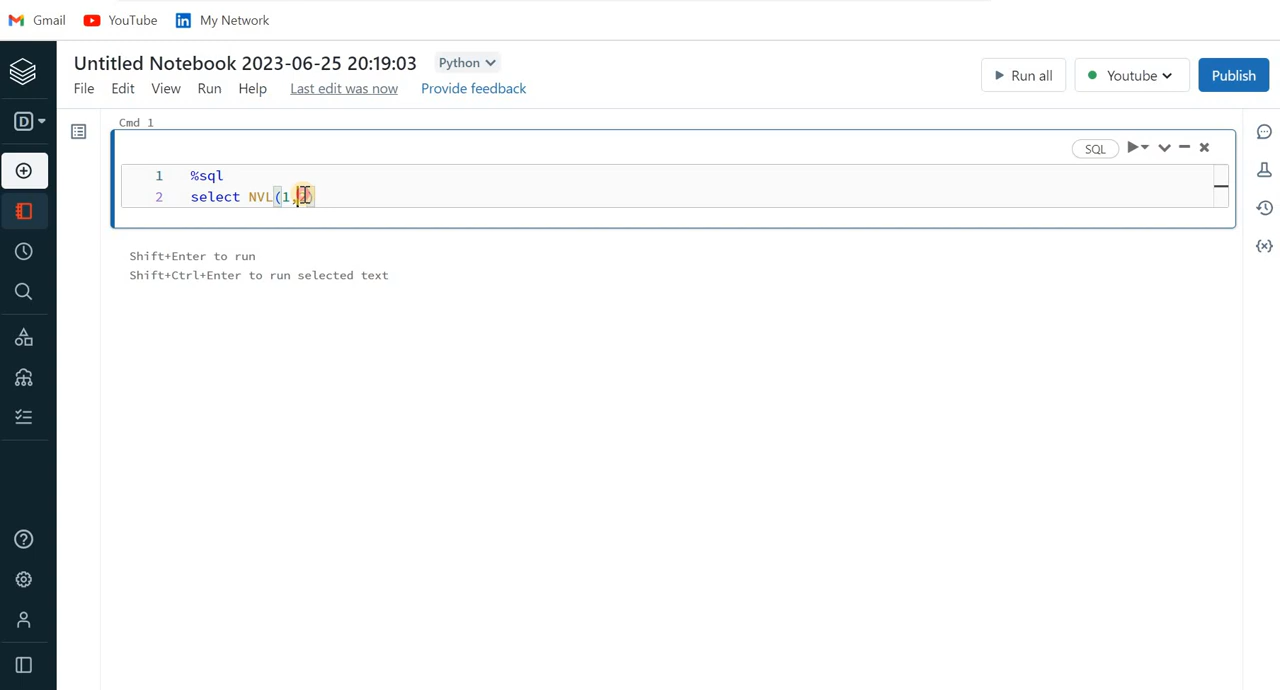 Gmail
YouTube
My Network
Untitled Notebook 2023-06-25 20:19:03
Python
File
Edit
View
Run
Help
Last edit was now
Provide feedback
Run all
Youtube
Publish
D
Cmd 1
SQL
1 %sql
2 select NVL(1,
Shift+Enter to run
Shift+Ctrl+Enter to run selected text